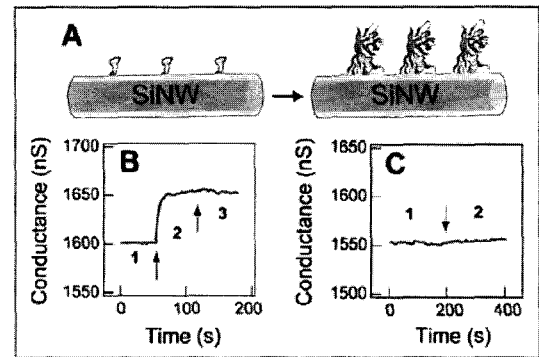 A
SiNW
SiNW
B
Conductance (nS)
1700
1650
1600
1550
1
2
3
0
100
200
Time (s)
C
Conductance (nS)
1650
1600
1550
1500
1
2
0
200
400
Time (s)